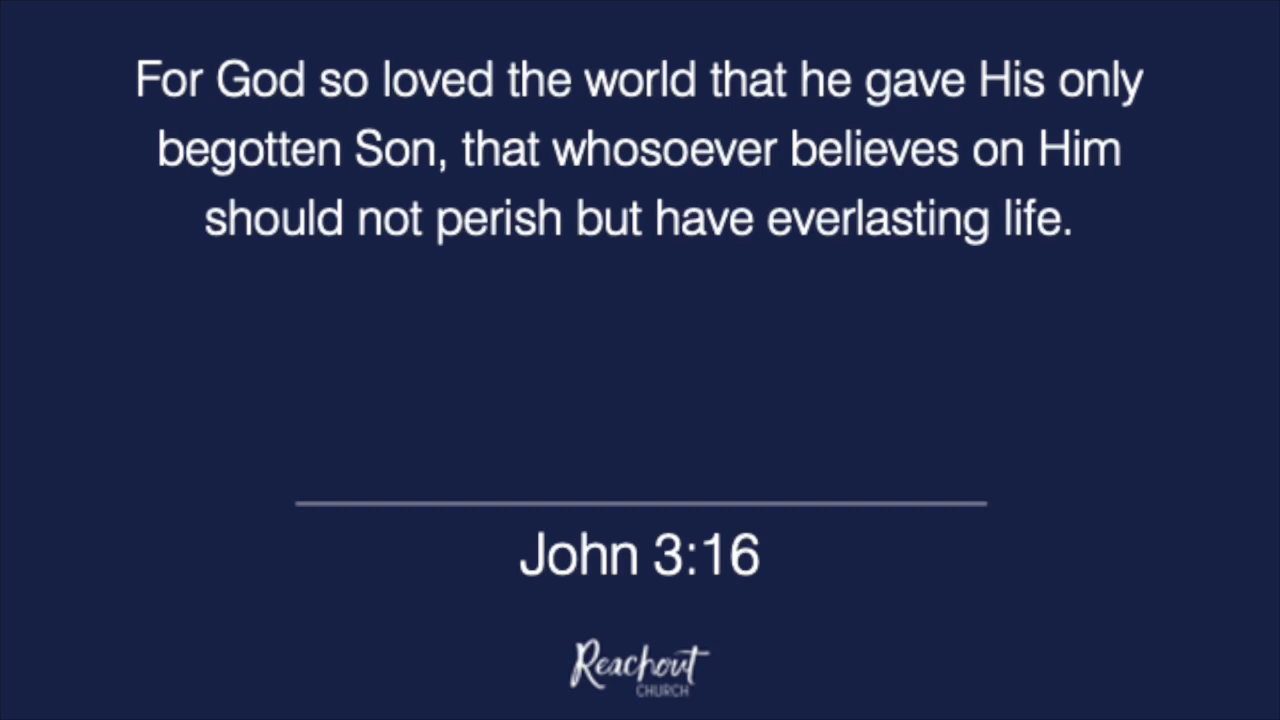 For God so loved the world that he gave His only
begotten Son, that whosoever believes on Him
should not perish but have everlasting life.
John 3:16
Reachout
CHURCH